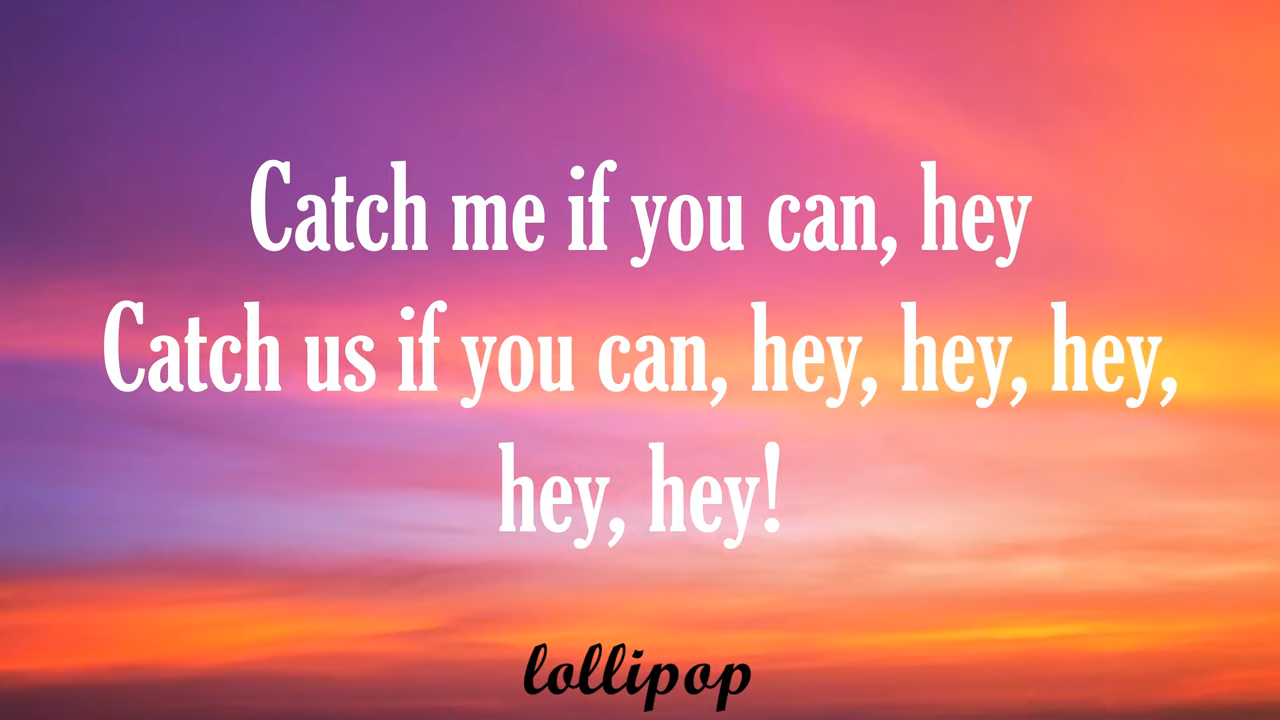 Catch me if you can, hey
Catch us if you can, hey, hey, hey,
hey, hey!
lollipop